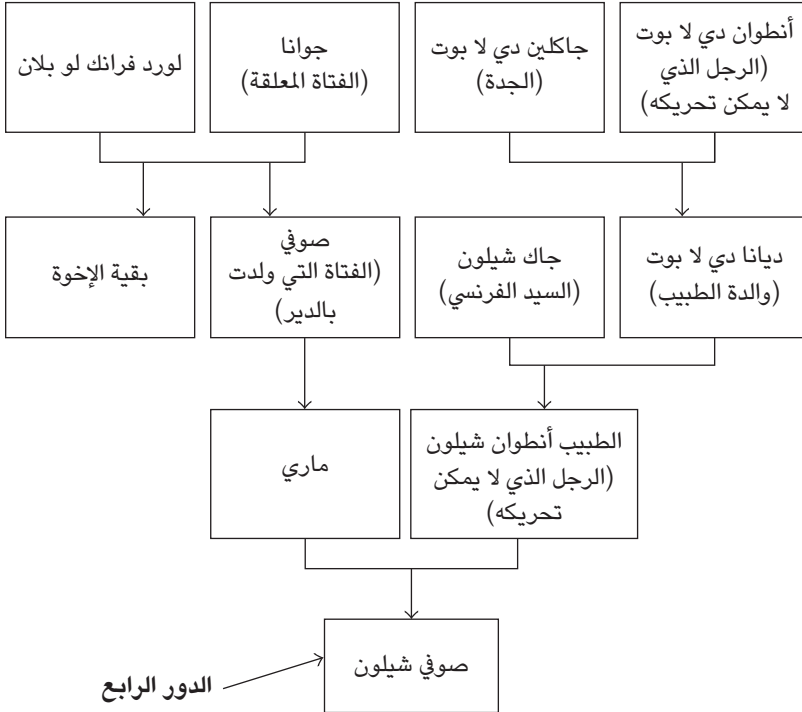 أنطوان دي لا بوت
(الرجل الذي
لا يمكن تحريكه)
جاكلين دي لا بوت
(الجدة)
جوانا
(الفتاة المعلقة)
لورد فرانك لو بلان
ديانا دي لا بوت
(والدة الطبيب)
جاك شيلون
(السيد الفرنسي)
صوفي
(الفتاة التي ولدت
بالدير)
بقية الإخوة
الطبيب أنطوان شيلون
(الرجل الذي لا يمكن
تحريكه)
ماري
صوفي شيلون
الدور الرابع